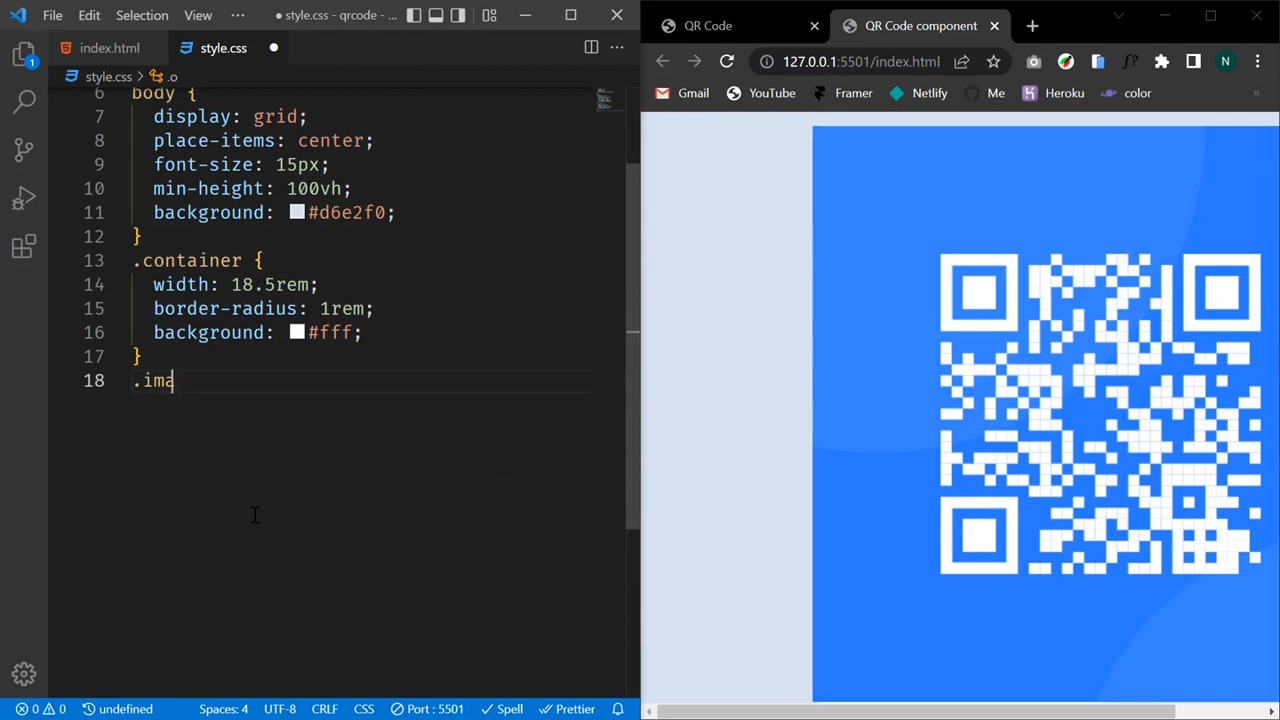 File Edit Selection View ··· ● style.css - qrcode - ...
index.html style.css ●
style.css > .o
6 body {
7 display: grid;
8 place-items: center;
9 font-size: 15px;
10 min-height: 100vh;
11 background: #d6e2f0;
12 }
13 .container {
14 width: 18.5rem;
15 border-radius: 1rem;
16 background: #fff;
17 }
18 .ima
1
0 0 undefined Spaces: 4 UTF-8 CRLF CSS Port : 5501 Spell Prettier
QR Code QR Code component
127.0.0.1:5501/index.html f? N
Gmail YouTube Framer Netlify Me Heroku color »